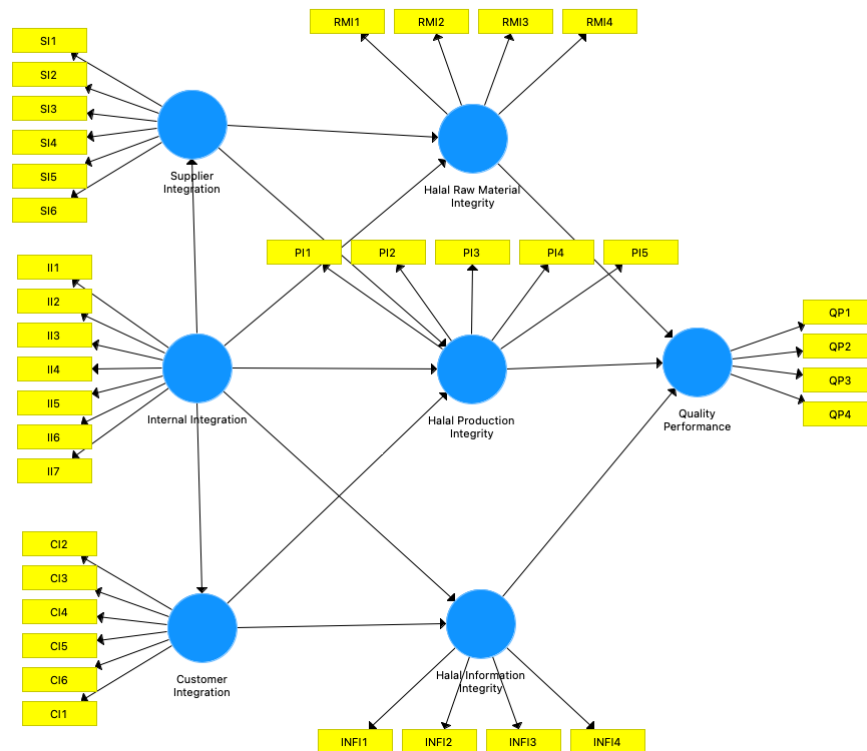 RMI1
RMI2
RMI3
RMI4
SI1
SI2
SI3
SI4
SI5
SI6
Supplier
Integration
Halal Raw Material
Integrity
PI1
PI2
PI3
PI4
PI5
II1
II2
II3
II4
II5
II6
II7
Internal Integration
Halal Production
Integrity
QP1
QP2
QP3
QP4
Quality
Performance
CI2
CI3
CI4
CI5
CI6
CI1
Customer
Integration
Halal Information
Integrity
INFI1
INFI2
INFI3
INFI4